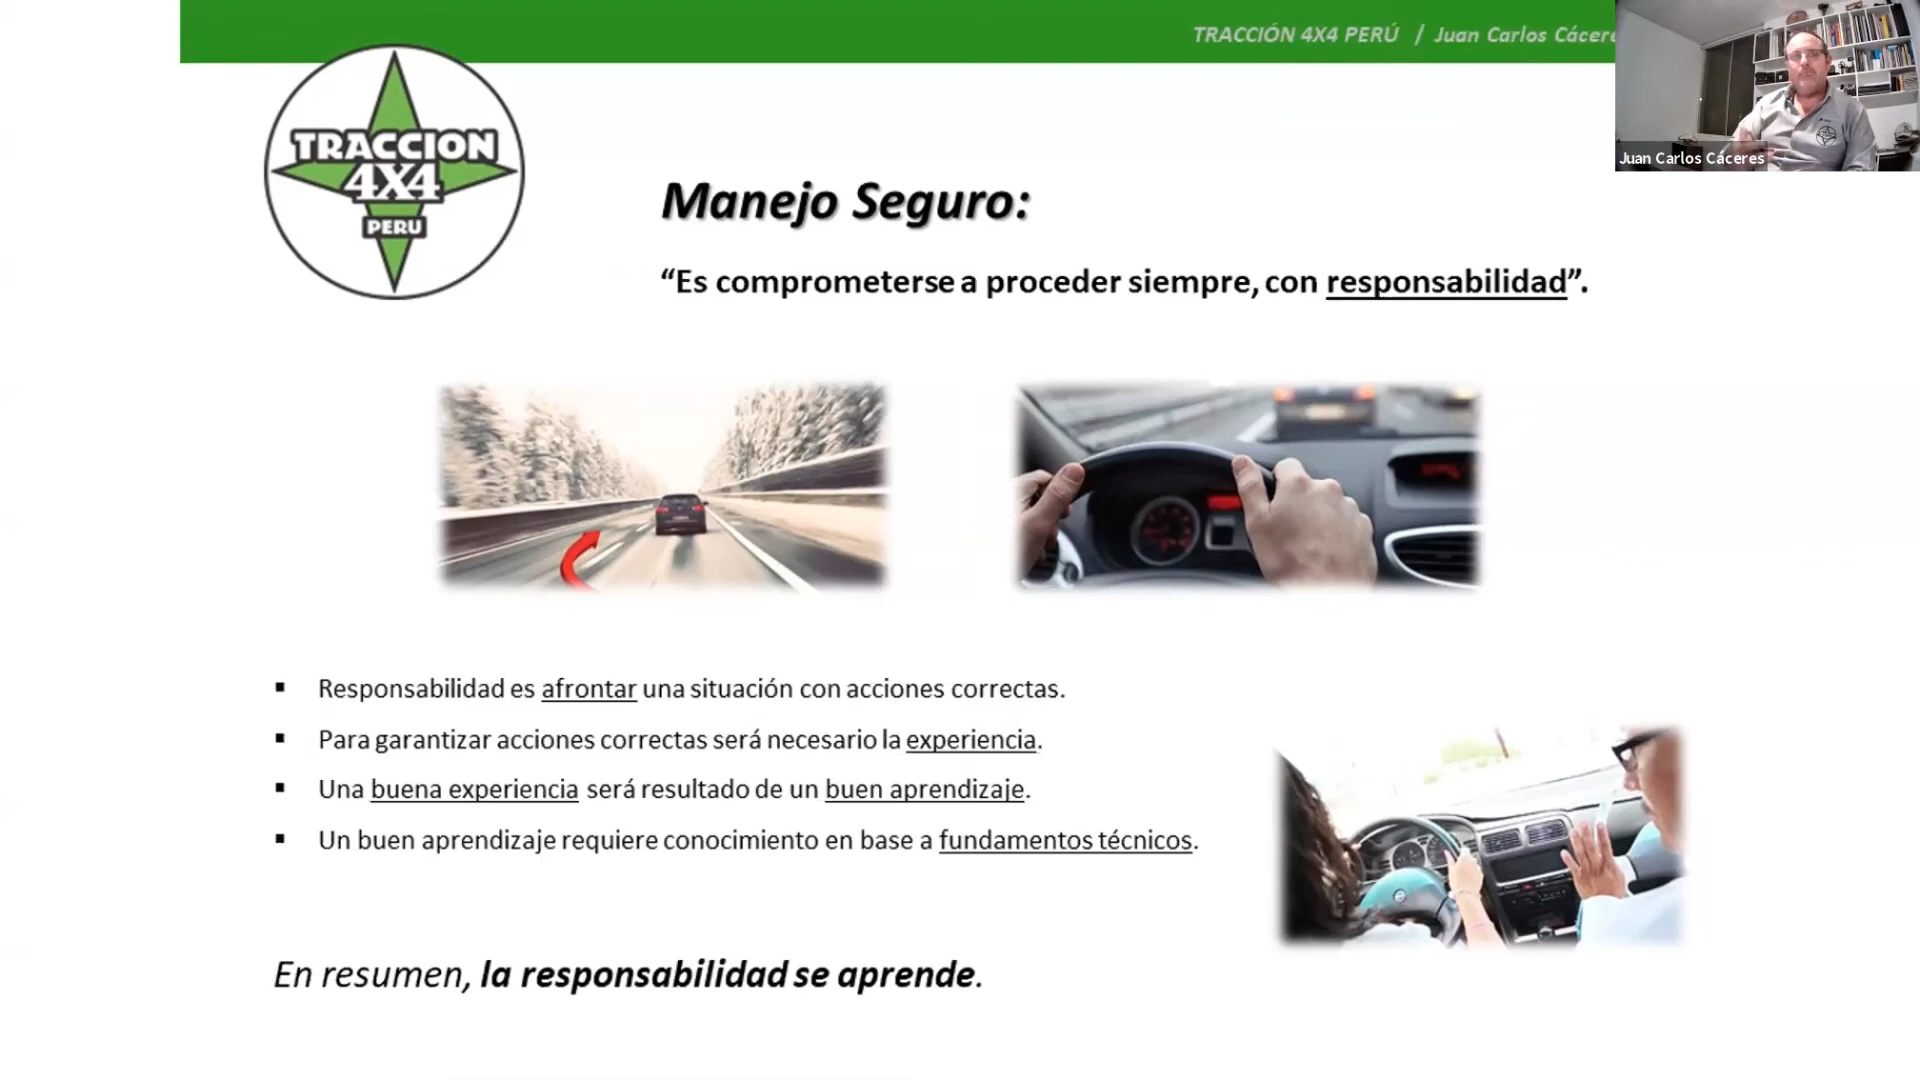 TRACCIÓN 4X4 PERÚ / Juan Carlos Cácere
Juan Carlos Cáceres
TRACCION
4X4
PERU
Manejo Seguro:
“Es comprometerse a proceder siempre, con responsabilidad”.
▪ Responsabilidad es afrontar una situación con acciones correctas.
▪ Para garantizar acciones correctas será necesario la experiencia.
▪ Una buena experiencia será resultado de un buen aprendizaje.
▪ Un buen aprendizaje requiere conocimiento en base a fundamentos técnicos.
En resumen, la responsabilidad se aprende.